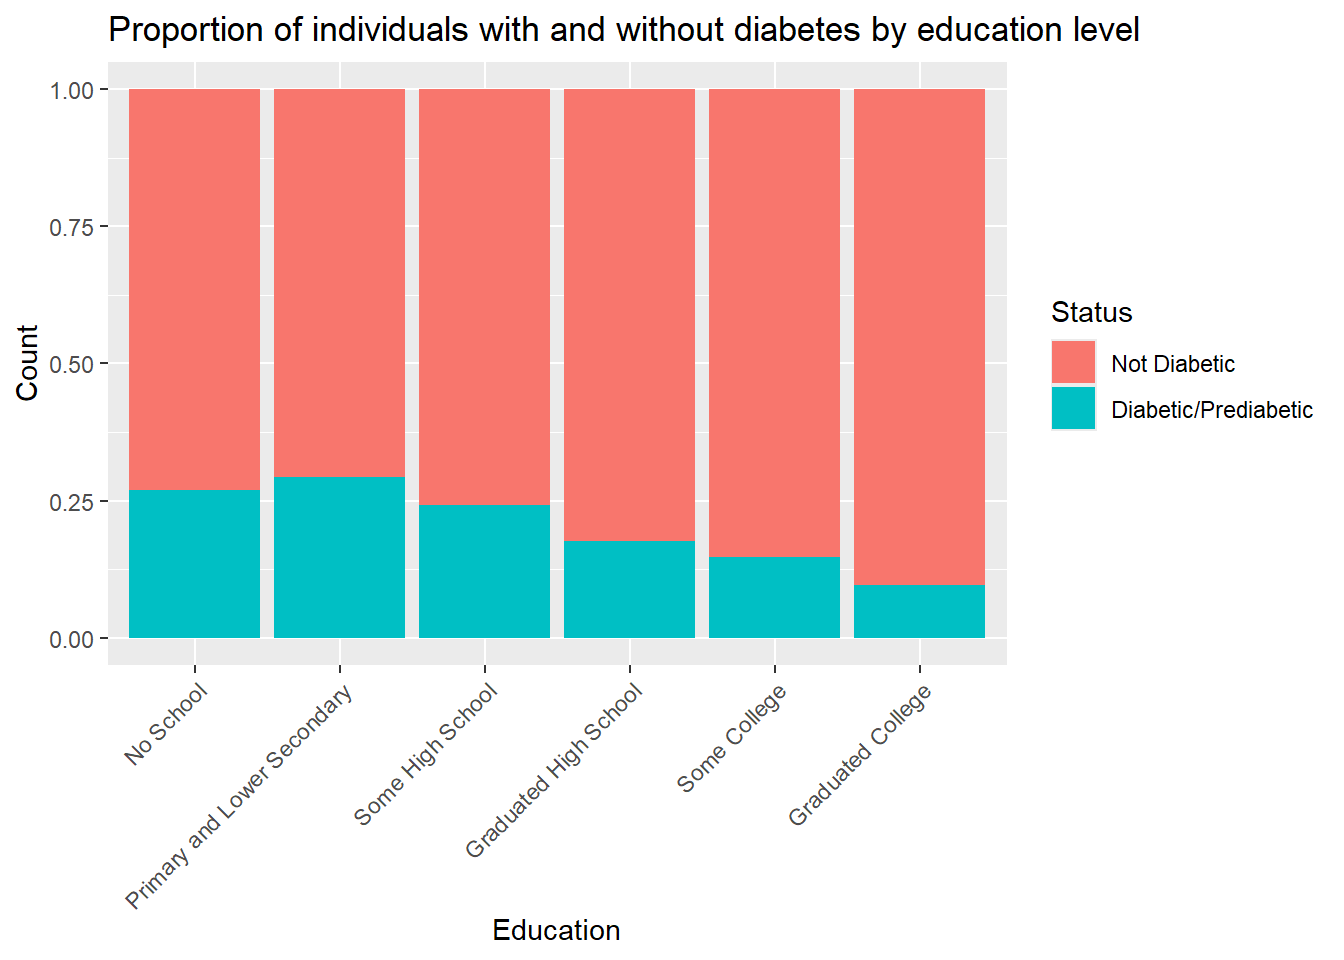 Proportion of individuals with and without diabetes by education level
1.00
0.75
0.50
0.25
0.00
Count
No School
Primary and Lower Secondary
Some High School
Graduated High School
Some College
Graduated College
Education
Status
Not Diabetic
Diabetic/Prediabetic